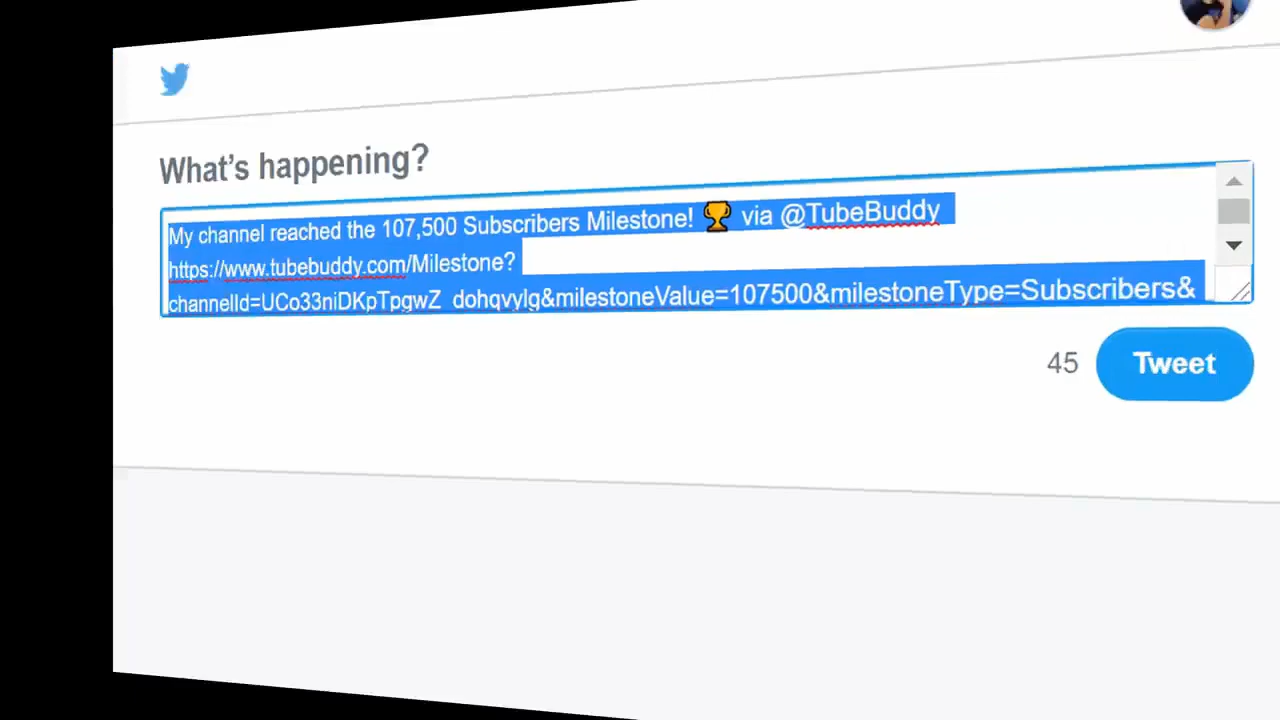 What's happening?
My channel reached the 107,500 Subscribers Milestone! 🏆 via @TubeBuddy
https://www.tubebuddy.com/Milestone?
channelId=UCo33niDKpTpgwZ_dohqvylg&milestoneValue=107500&milestoneType=Subscribers&
45
Tweet